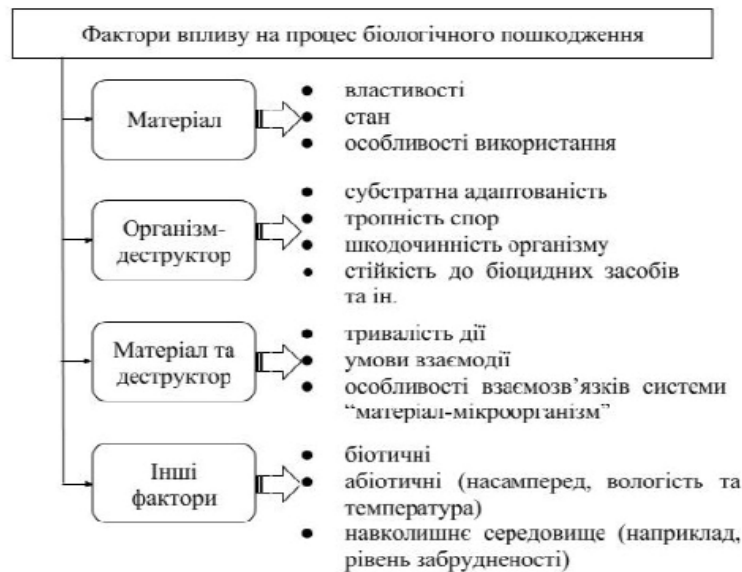 Фактори впливу на процес біологічного пошкодження
Матеріал
● властивості
● стан
● особливості використання
Організм-
деструктор
● субстратна адаптованість
● тропність спор
● шкодочинність організму
● стійкість до біоцидних засобів
та ін.
Матеріал та
деструктор
● тривалість дії
● умови взаємодії
● особливості взаємозв’язків системи
“матеріал-мікроорганізм”
Інші
фактори
● біотичні
● абіотичні (насамперед, вологість та
температура)
● навколишнє середовище (наприклад,
рівень забрудненості)